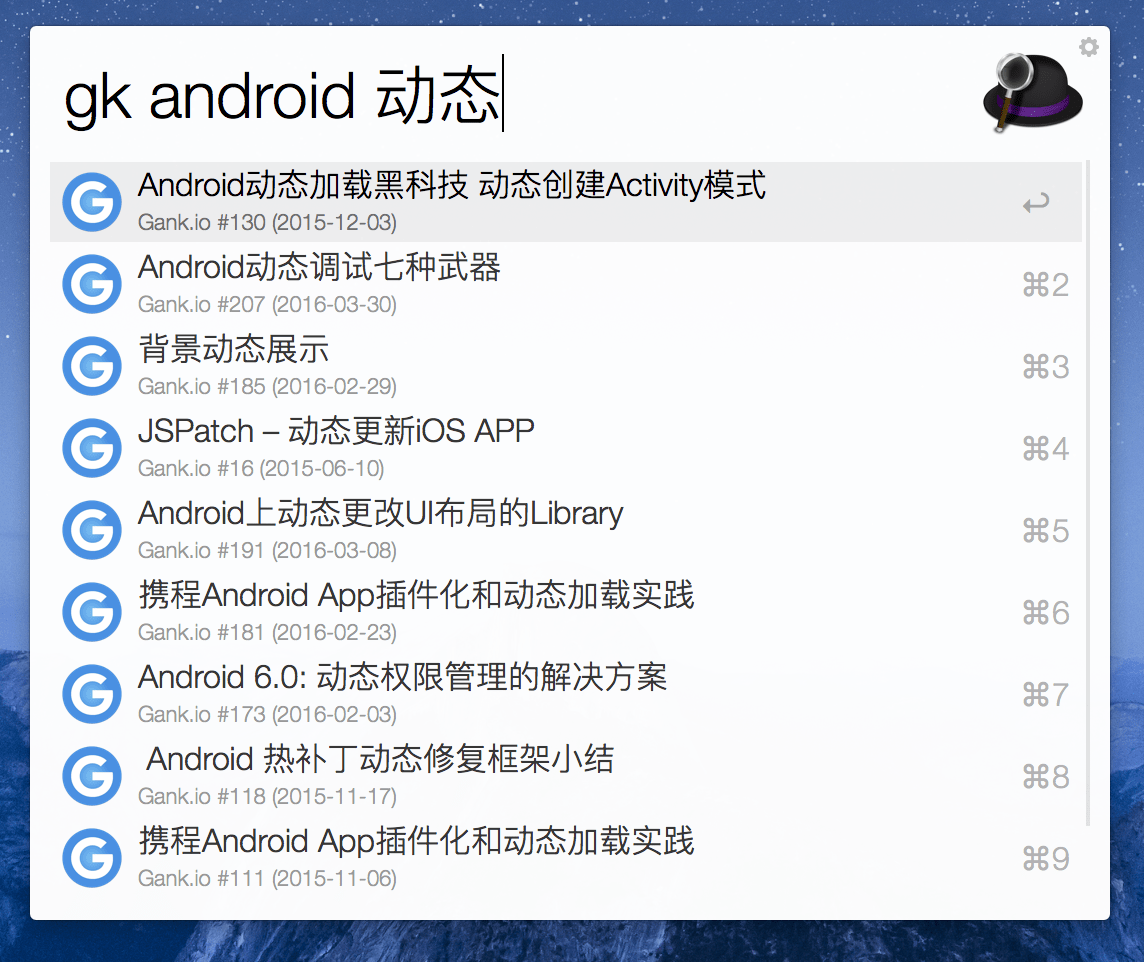 gk android 动态
Android动态加载黑科技 动态创建Activity模式
Gank.io #130 (2015-12-03)
Android动态调试七种武器
Gank.io #207 (2016-03-30)
⌘2
背景动态展示
Gank.io #185 (2016-02-29)
⌘3
JSPatch – 动态更新iOS APP
Gank.io #16 (2015-06-10)
⌘4
Android上动态更改UI布局的Library
Gank.io #191 (2016-03-08)
⌘5
携程Android App插件化和动态加载实践
Gank.io #181 (2016-02-23)
⌘6
Android 6.0: 动态权限管理的解决方案
Gank.io #173 (2016-02-03)
⌘7
Android 热补丁动态修复框架小结
Gank.io #118 (2015-11-17)
⌘8
携程Android App插件化和动态加载实践
Gank.io #111 (2015-11-06)
⌘9